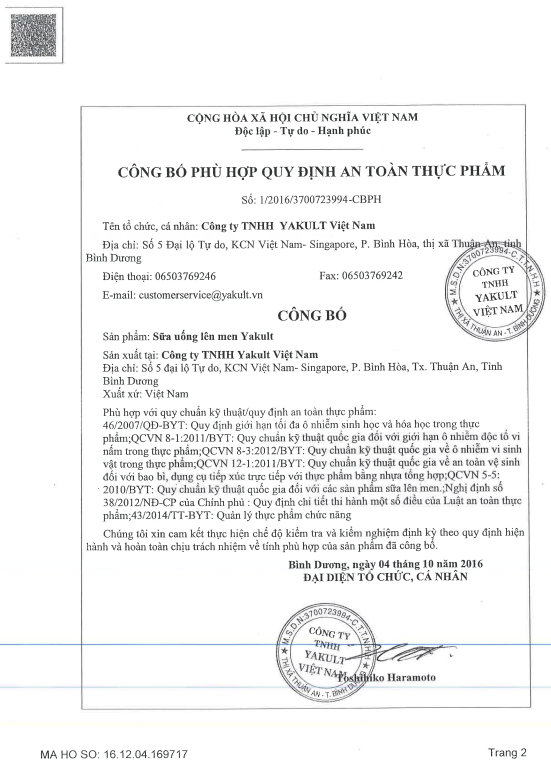 CỘNG HÒA XÃ HỘI CHỦ NGHĨA VIỆT NAM
Độc lập - Tự do - Hạnh phúc
CÔNG BỐ PHÙ HỢP QUY ĐỊNH AN TOÀN THỰC PHẨM
Số: 1/2016/3700723994-CBPH
Tên tổ chức, cá nhân: Công ty TNHH YAKULT Việt Nam
Địa chỉ: Số 5 Đại lộ Tự do, KCN Việt Nam- Singapore, P. Bình Hòa, thị xã Thuận An, tỉnh
Bình Dương
Điện thoại: 06503769246 Fax: 06503769242
E-mail: customerservice@yakult.vn
M.S.D.N:3700723994-C.T.T.N.H.H
CÔNG TY
TNHH
YAKULT
VIỆT NAM
THỊ XÃ THUẬN AN - T. BÌNH DƯƠNG
CÔNG BỐ
Sản phẩm: Sữa uống lên men Yakult
Sản xuất tại: Công ty TNHH Yakult Việt Nam
Địa chỉ: Số 5 đại lộ Tự do, KCN Việt Nam- Singapore, P. Bình Hòa, Tx. Thuận An, Tỉnh
Bình Dương
Xuất xứ: Việt Nam
Phù hợp với quy chuẩn kỹ thuật/quy định an toàn thực phẩm:
46/2007/QĐ-BYT: Quy định giới hạn tối đa ô nhiễm sinh học và hóa học trong thực
phẩm;QCVN 8-1:2011/BYT: Quy chuẩn kỹ thuật quốc gia đối với giới hạn ô nhiễm độc tố vi
nấm trong thực phẩm;QCVN 8-3:2012/BYT: Quy chuẩn kỹ thuật quốc gia về ô nhiễm vi sinh
vật trong thực phẩm;QCVN 12-1:2011/BYT: Quy chuẩn kỹ thuật quốc gia về an toàn vệ sinh
đối với bao bì, dụng cụ tiếp xúc trực tiếp với thực phẩm bằng nhựa tổng hợp;QCVN 5-5:
2010/BYT: Quy chuẩn kỹ thuật quốc gia đối với các sản phẩm sữa lên men.;Nghị định số
38/2012/NĐ-CP của Chính phủ : Quy định chi tiết thi hành một số điều của Luật an toàn thực
phẩm;43/2014/TT-BYT: Quản lý thực phẩm chức năng
Chúng tôi xin cam kết thực hiện chế độ kiểm tra và kiểm nghiệm định kỳ theo quy định hiện
hành và hoàn toàn chịu trách nhiệm về tính phù hợp của sản phẩm đã công bố.
Bình Dương, ngày 04 tháng 10 năm 2016
ĐẠI DIỆN TỔ CHỨC, CÁ NHÂN
M.S.D.N:3700723994-C.T.T.N.H.H
CÔNG TY
TNHH
YAKULT
VIỆT NAM
THỊ XÃ THUẬN AN - T. BÌNH DƯƠNG
Yoshihiko Haramoto
MA HO SO: 16.12.04.169717
Trang 2